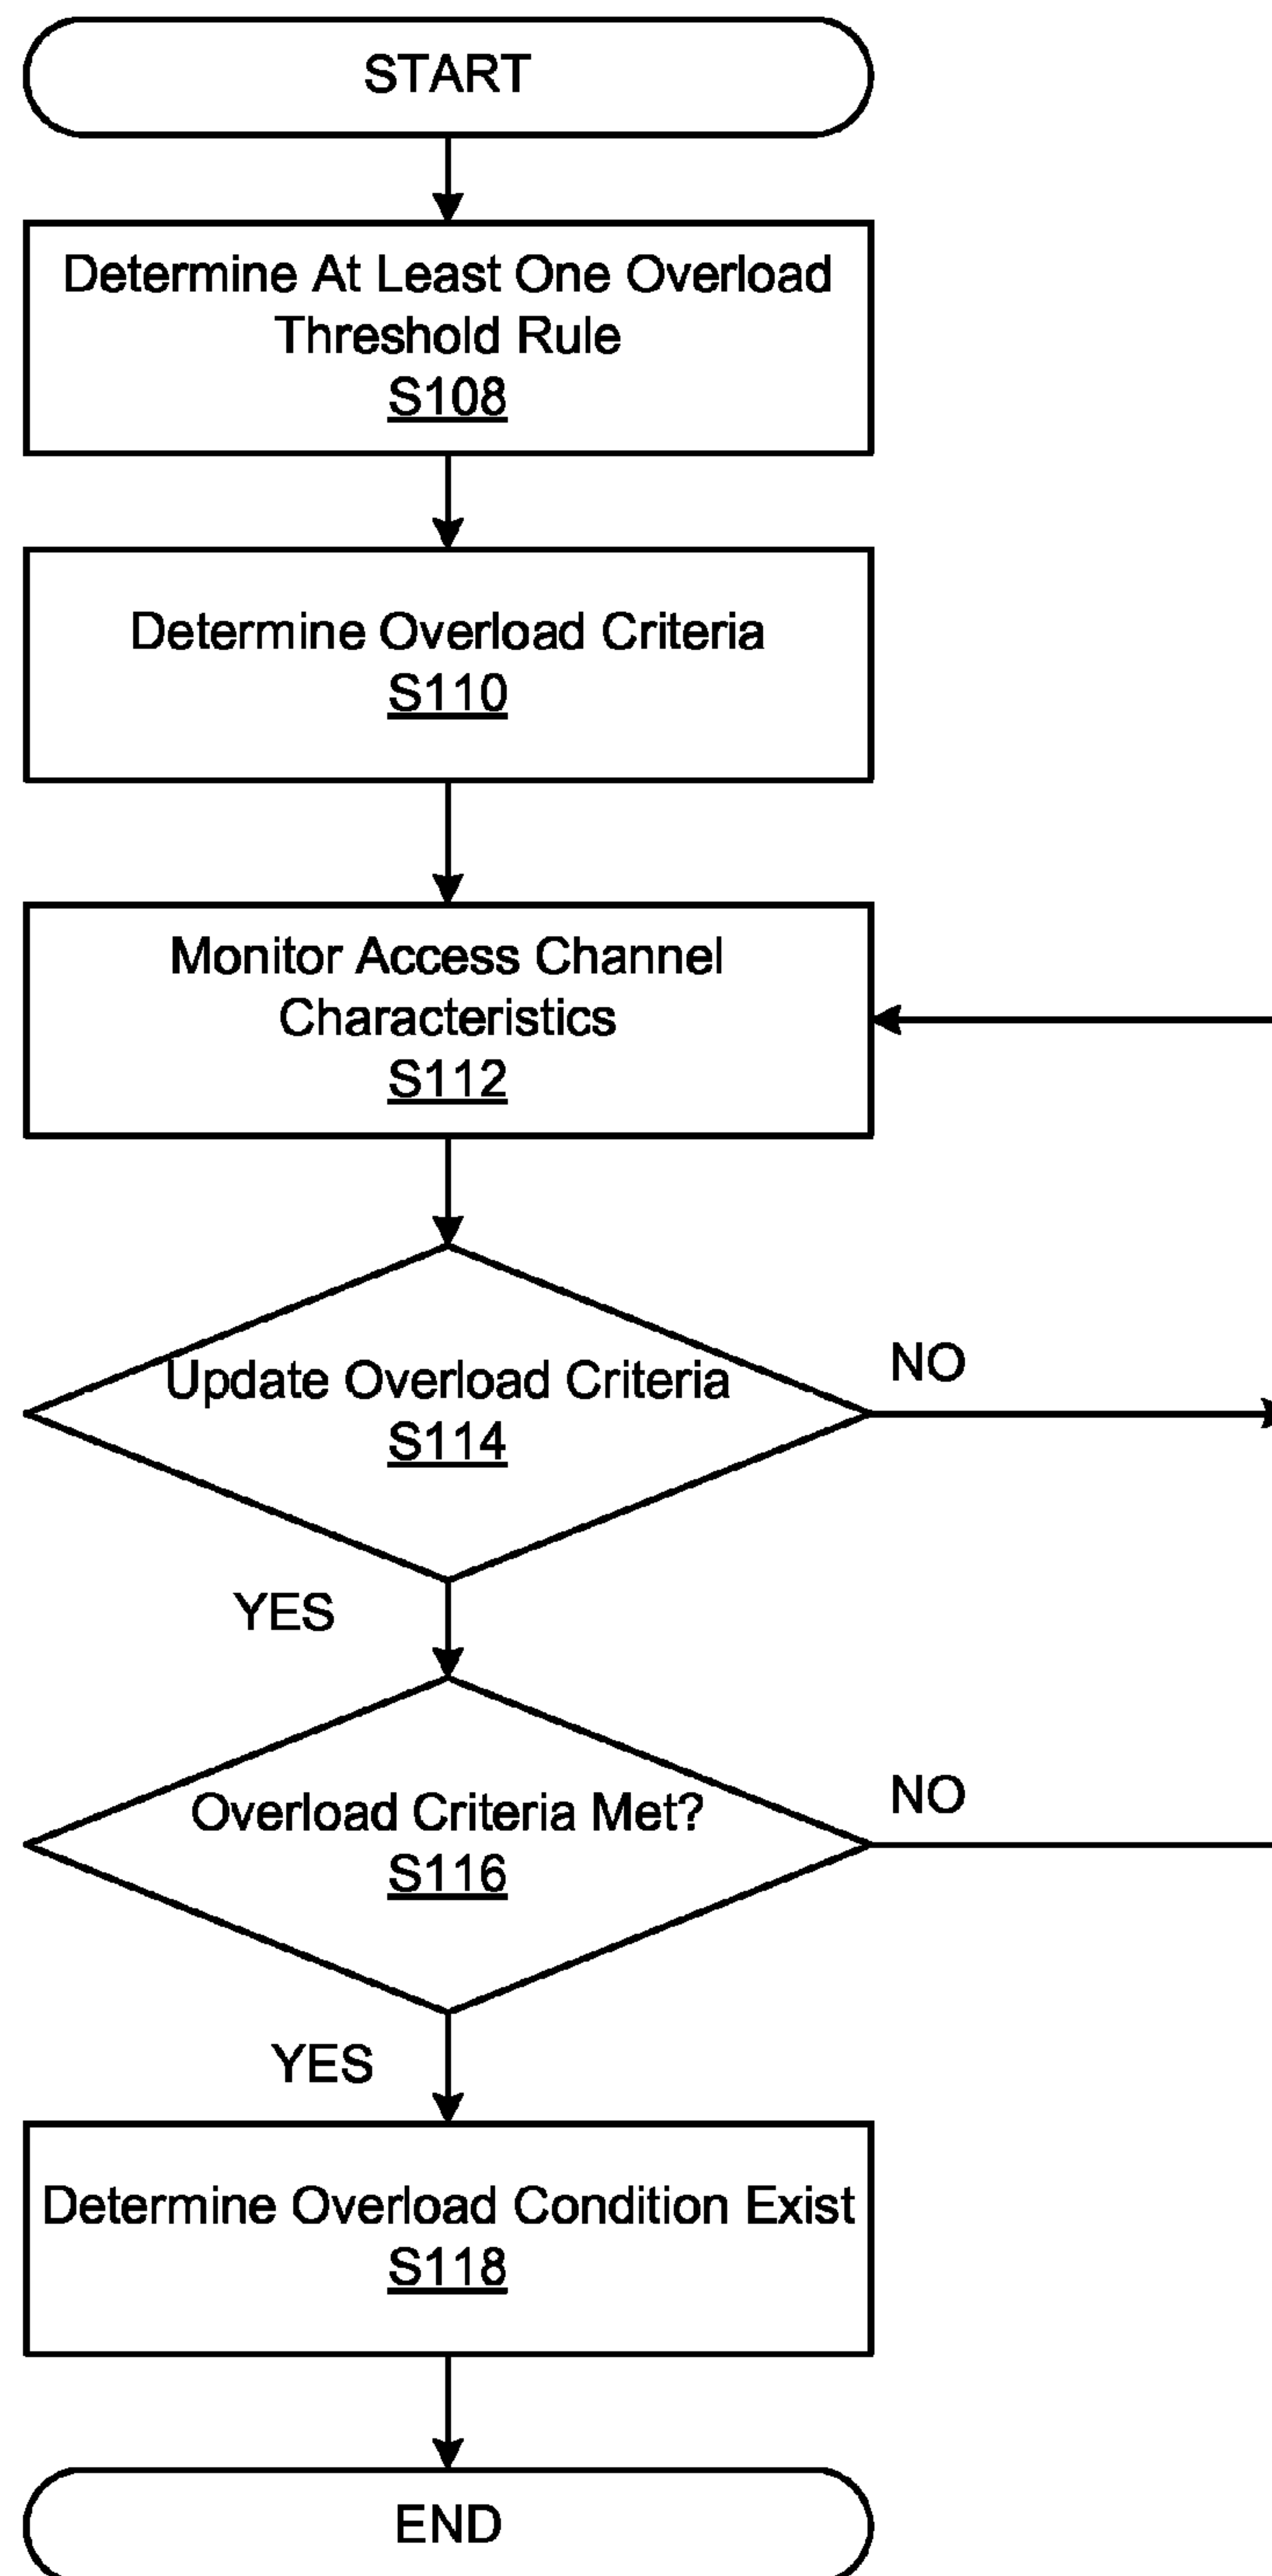 START
Determine At Least One Overload
Threshold Rule
S108
Determine Overload Criteria
S110
Monitor Access Channel
Characteristics
S112
Update Overload Criteria
S114
NO
YES
Overload Criteria Met?
S116
NO
YES
Determine Overload Condition Exist
S118
END